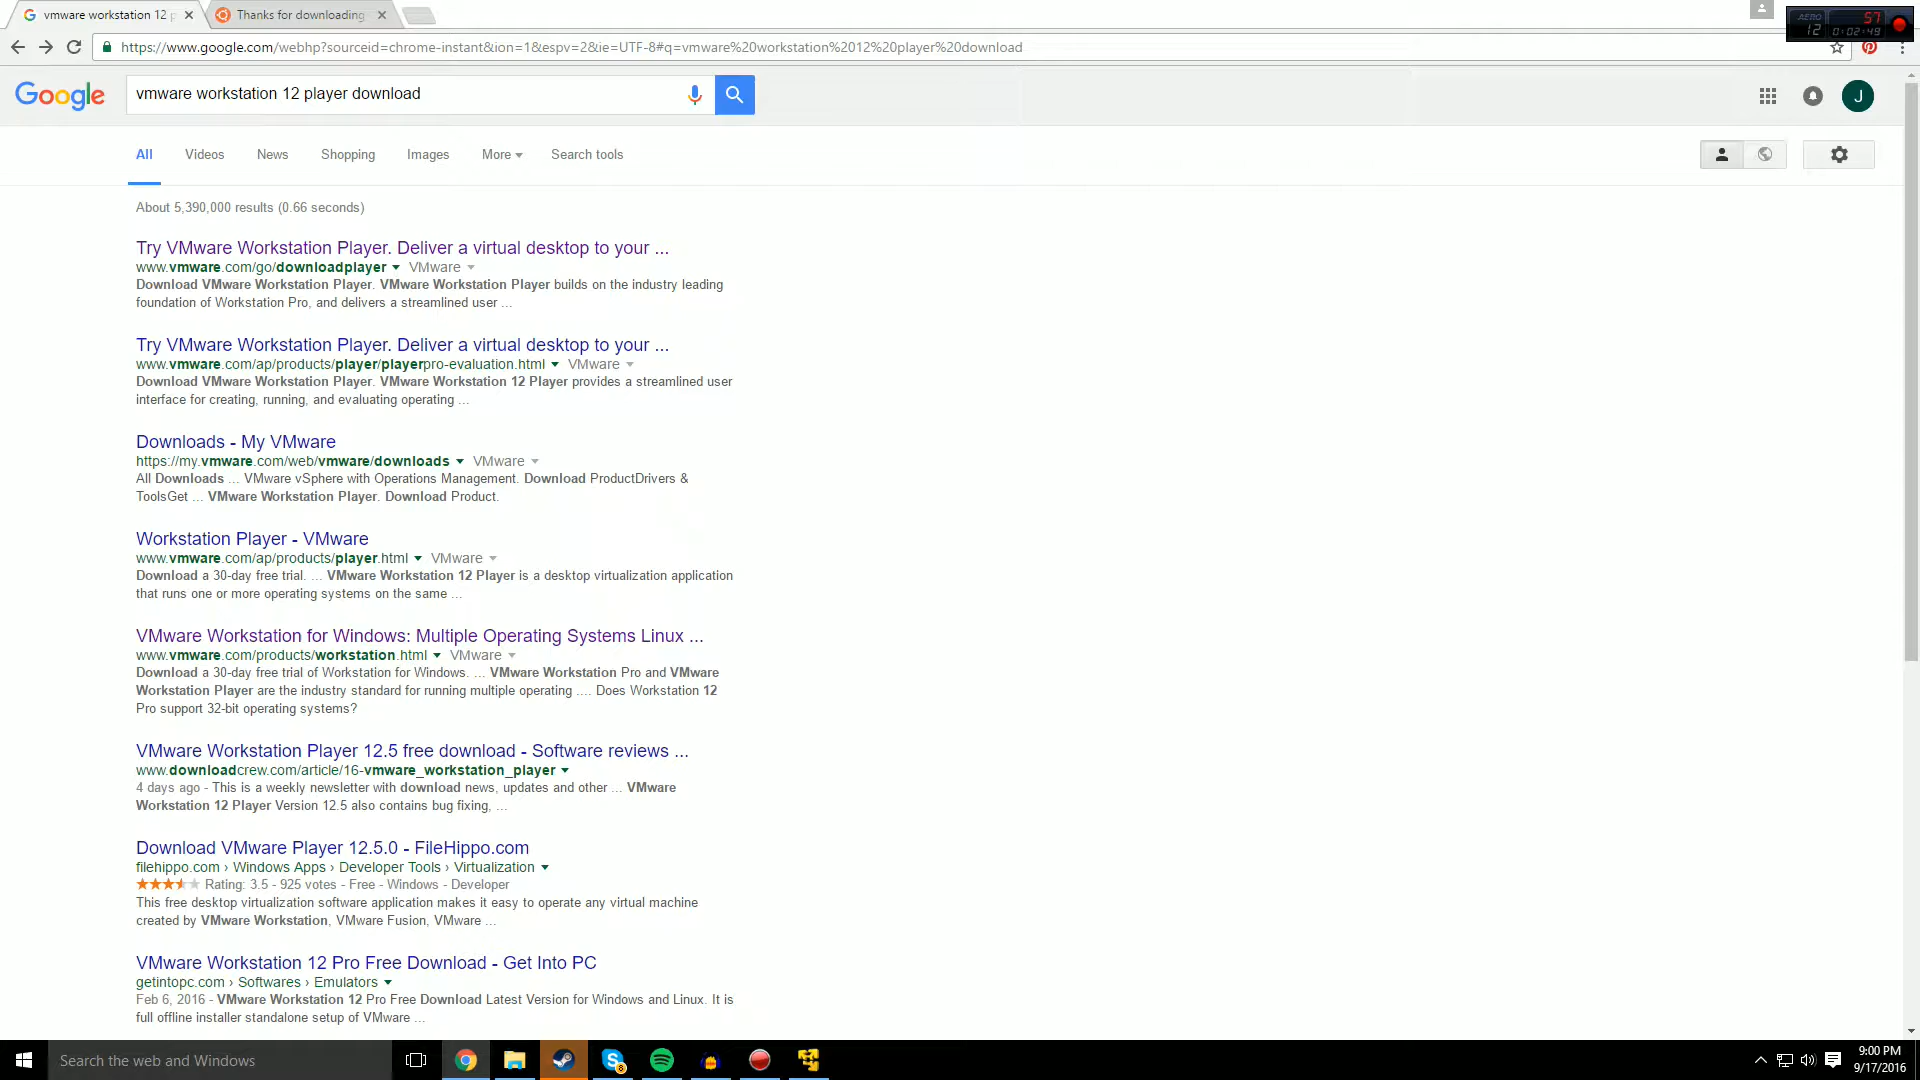 vmware workstation 12 p
Thanks for downloading
https://www.google.com/webhp?sourceid=chrome-instant&ion=1&espv=2&ie=UTF-8#q=vmware%20workstation%2012%20player%20download
AERO
12
57
0:02:49
Google
vmware workstation 12 player download
J
All
Videos
News
Shopping
Images
More
Search tools
About 5,390,000 results (0.66 seconds)
Try VMware Workstation Player. Deliver a virtual desktop to your ...
www.vmware.com/go/downloadplayer VMware
Download VMware Workstation Player. VMware Workstation Player builds on the industry leading
foundation of Workstation Pro, and delivers a streamlined user ...
Try VMware Workstation Player. Deliver a virtual desktop to your ...
www.vmware.com/ap/products/player/playerpro-evaluation.html VMware
Download VMware Workstation Player. VMware Workstation 12 Player provides a streamlined user
interface for creating, running, and evaluating operating ...
Downloads - My VMware
https://my.vmware.com/web/vmware/downloads VMware
All Downloads ... VMware vSphere with Operations Management. Download ProductDrivers &
ToolsGet ... VMware Workstation Player. Download Product.
Workstation Player - VMware
www.vmware.com/ap/products/player.html VMware
Download a 30-day free trial. ... VMware Workstation 12 Player is a desktop virtualization application
that runs one or more operating systems on the same ...
VMware Workstation for Windows: Multiple Operating Systems Linux ...
www.vmware.com/products/workstation.html VMware
Download a 30-day free trial of Workstation for Windows. ... VMware Workstation Pro and VMware
Workstation Player are the industry standard for running multiple operating .... Does Workstation 12
Pro support 32-bit operating systems?
VMware Workstation Player 12.5 free download - Software reviews ...
www.downloadcrew.com/article/16-vmware_workstation_player
4 days ago - This is a weekly newsletter with download news, updates and other ... VMware
Workstation 12 Player Version 12.5 also contains bug fixing, ...
Download VMware Player 12.5.0 - FileHippo.com
filehippo.com › Windows Apps › Developer Tools › Virtualization
Rating: 3.5 - 925 votes - Free - Windows - Developer
This free desktop virtualization software application makes it easy to operate any virtual machine
created by VMware Workstation, VMware Fusion, VMware ...
VMware Workstation 12 Pro Free Download - Get Into PC
getintopc.com › Softwares › Emulators
Feb 6, 2016 - VMware Workstation 12 Pro Free Download Latest Version for Windows and Linux. It is
full offline installer standalone setup of VMware ...
Search the web and Windows
8
9:00 PM
9/17/2016